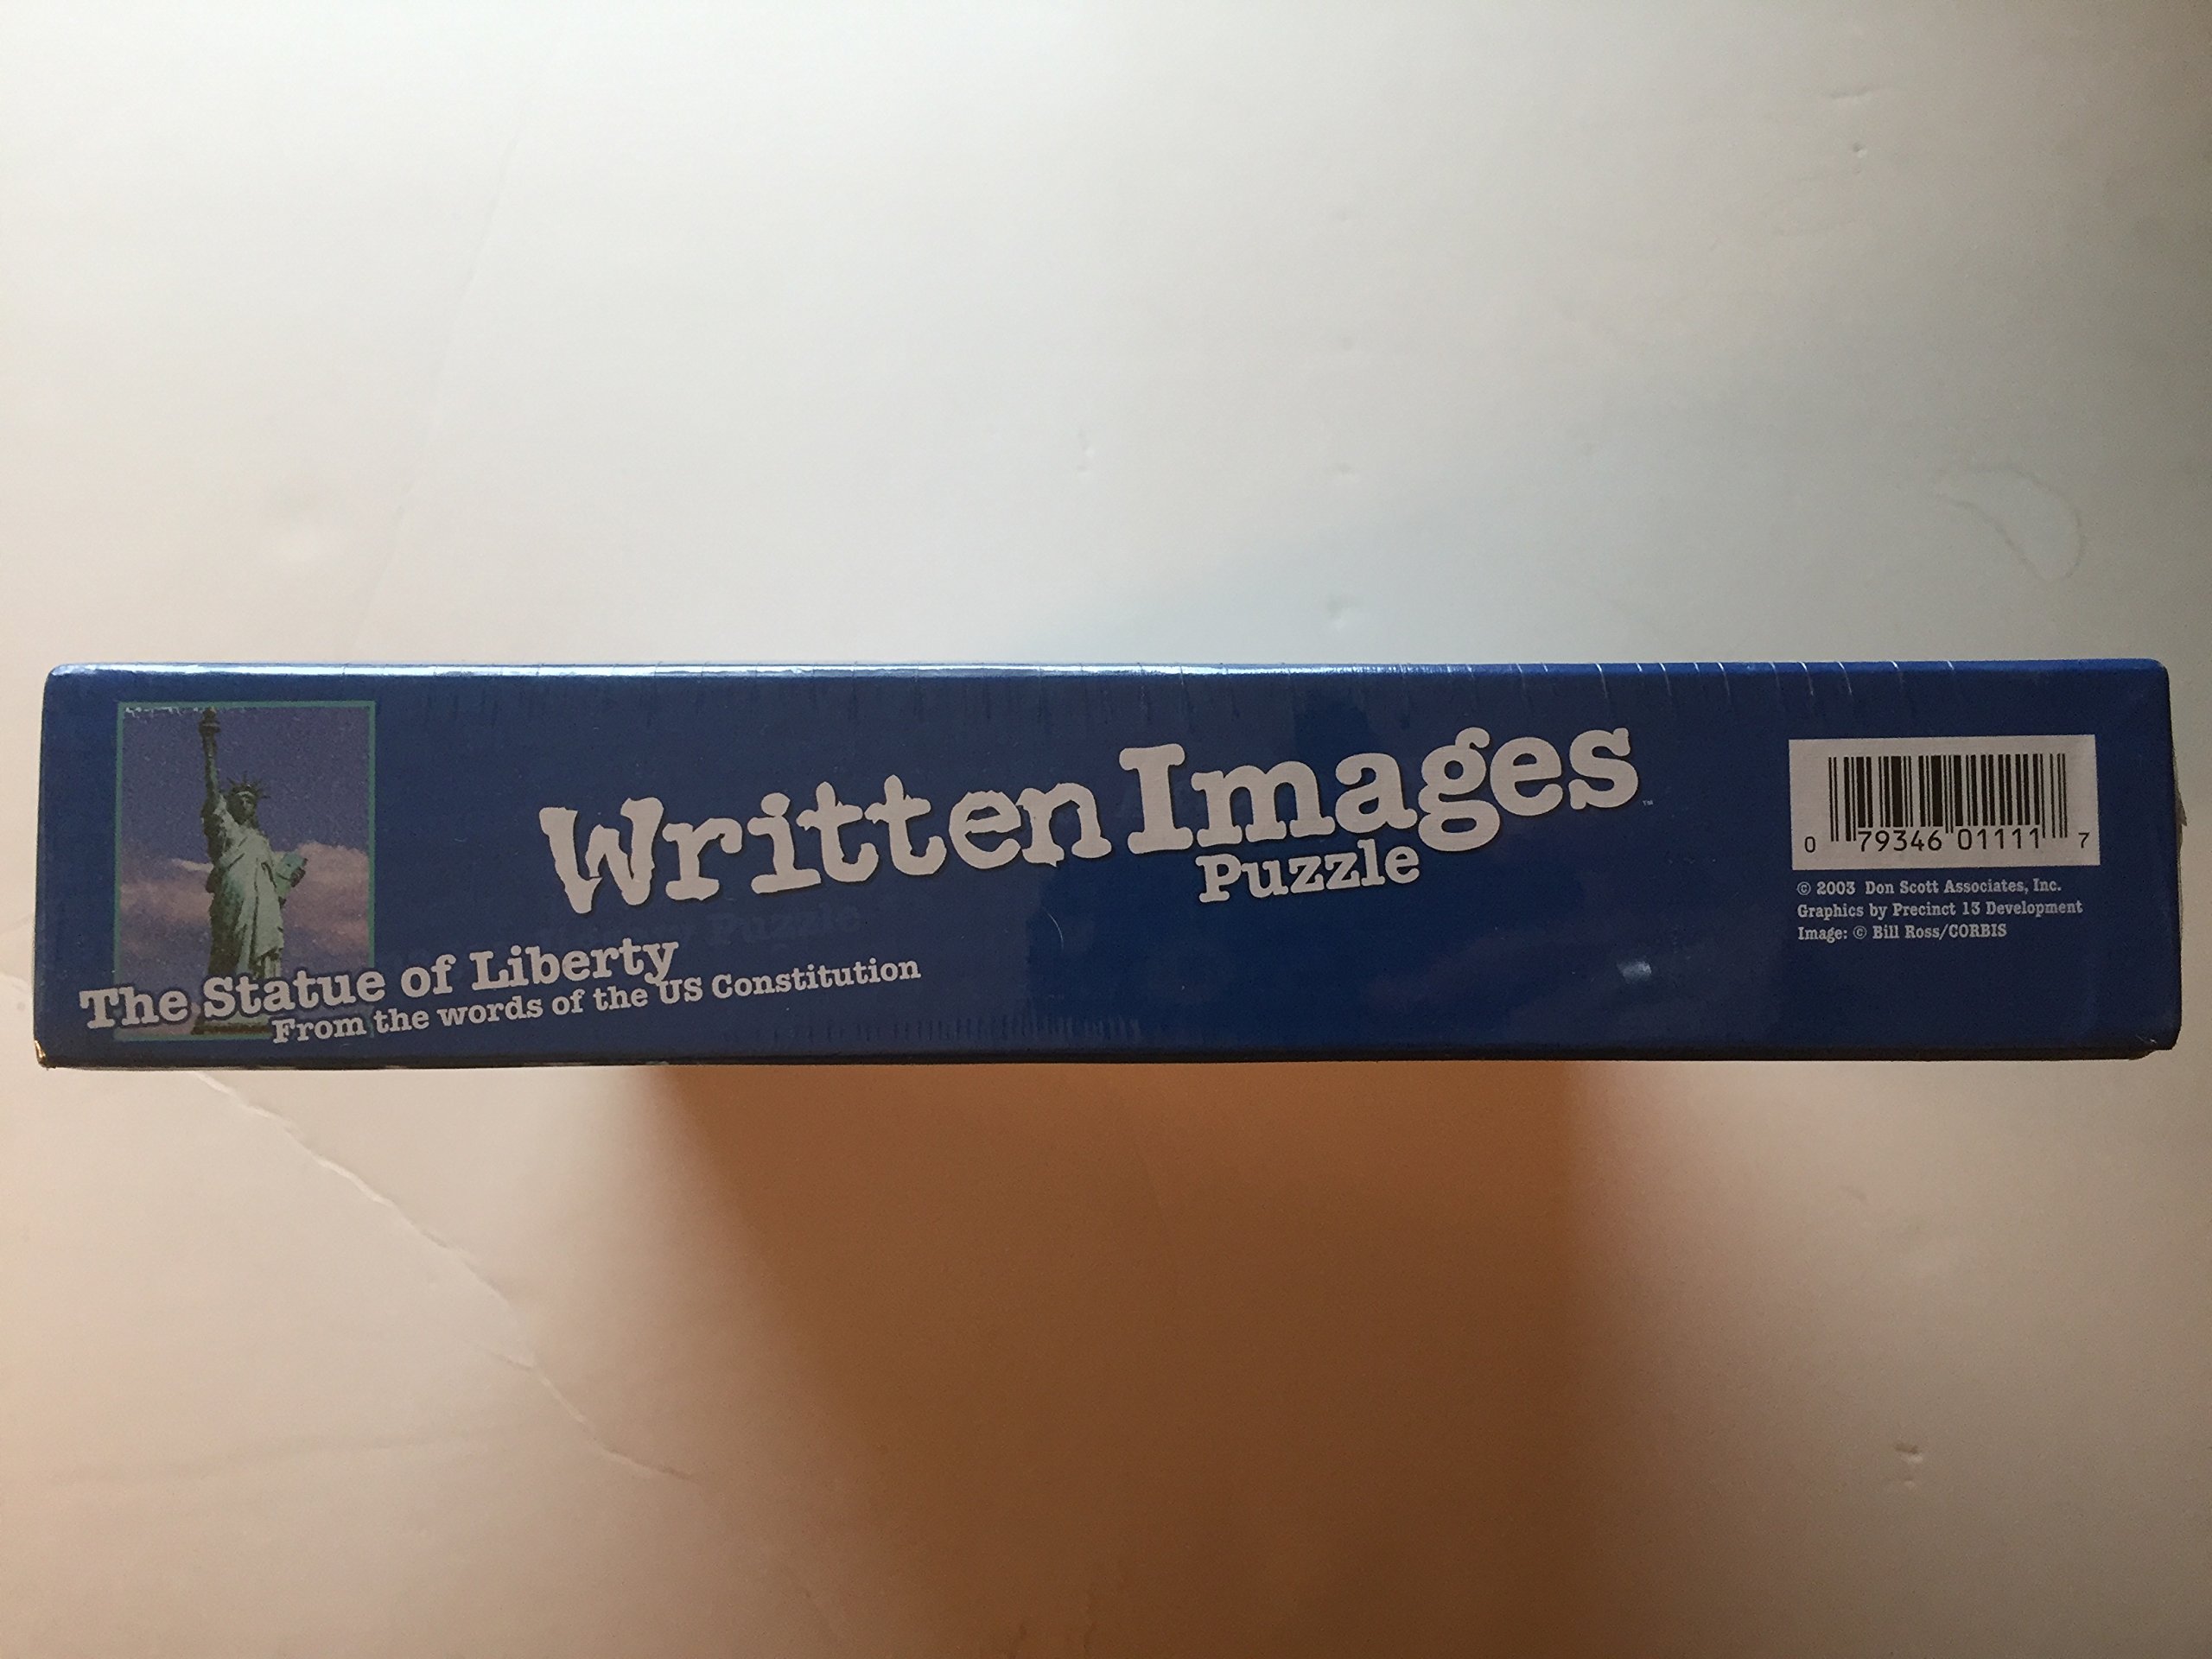 Written Images™
Puzzle
The Statue of Liberty
From the words of the US Constitution
0 79346 01111 7
© 2003 Don Scott Associates, Inc.
Graphics by Precinct 13 Development
Image: © Bill Ross/CORBIS